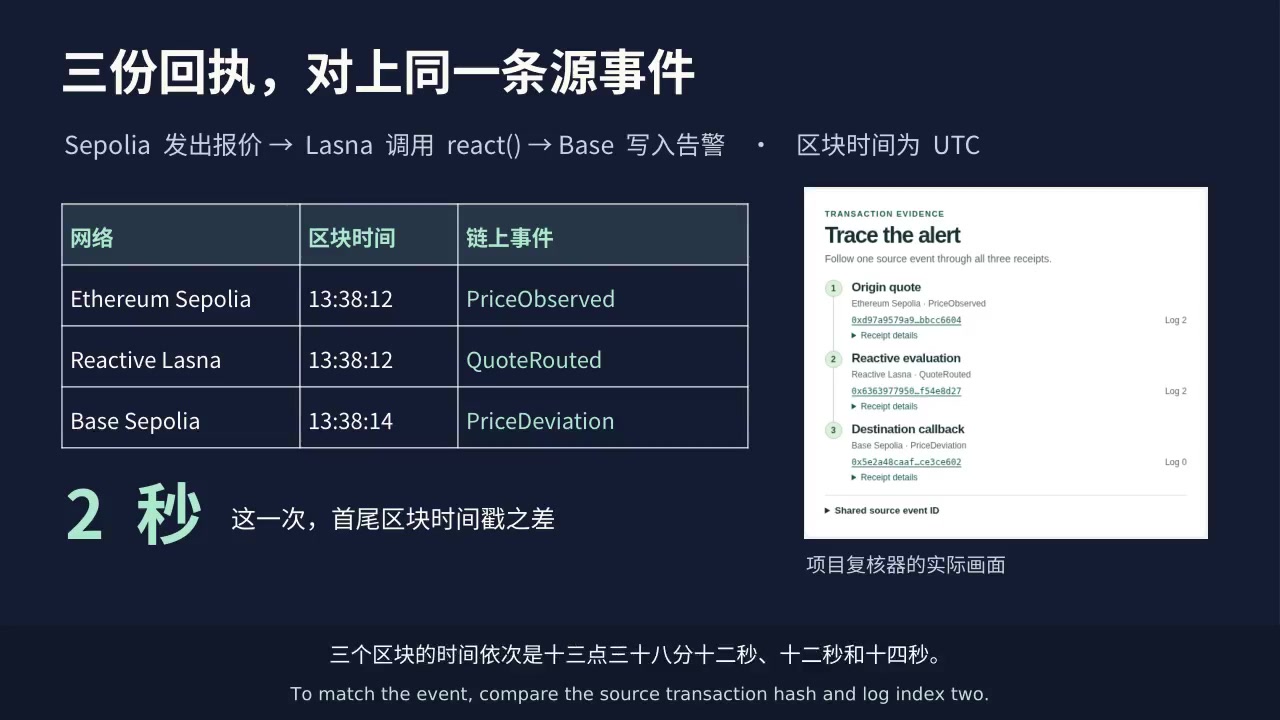 三份回执，对上同一条源事件
Sepolia 发出报价 → Lasna 调用 react() → Base 写入告警 · 区块时间为 UTC
网络 区块时间 链上事件
Ethereum Sepolia 13:38:12 PriceObserved
Reactive Lasna 13:38:12 QuoteRouted
Base Sepolia 13:38:14 PriceDeviation
2 秒 这一次，首尾区块时间戳之差
TRANSACTION EVIDENCE
Trace the alert
Follow one source event through all three receipts.
1 Origin quote
Ethereum Sepolia · PriceObserved
0xd97a9579a9…bbcc6604 Log 2
▶ Receipt details
2 Reactive evaluation
Reactive Lasna · QuoteRouted
0x6363977950…f54e8d27 Log 2
▶ Receipt details
3 Destination callback
Base Sepolia · PriceDeviation
0x5e2a48caaf…ce3ce602 Log 0
▶ Receipt details
▶ Shared source event ID
项目复核器的实际画面
三个区块的时间依次是十三点三十八分十二秒、十二秒和十四秒。
To match the event, compare the source transaction hash and log index two.